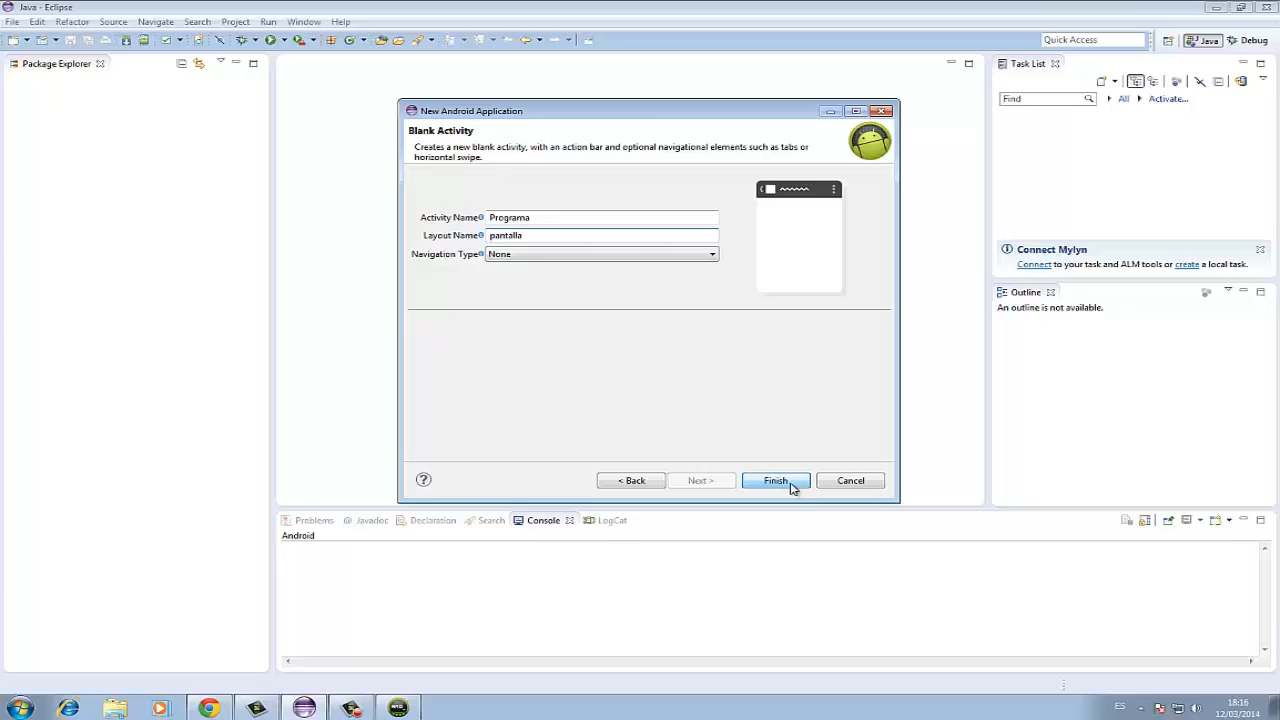 Java - Eclipse
File Edit Refactor Source Navigate Search Project Run Window Help
Quick Access
Java
Debug
Package Explorer
Task List
Find
All
Activate...
New Android Application
Blank Activity
Creates a new blank activity, with an action bar and optional navigational elements such as tabs or
horizontal swipe.
Activity Name
Programa
Layout Name
pantalla
Navigation Type
None
Connect Mylyn
Connect to your task and ALM tools or create a local task.
Outline
An outline is not available.
?
< Back
Next >
Finish
Cancel
Problems
@ Javadoc
Declaration
Search
Console
LogCat
Android
ES
18:16
12/03/2014